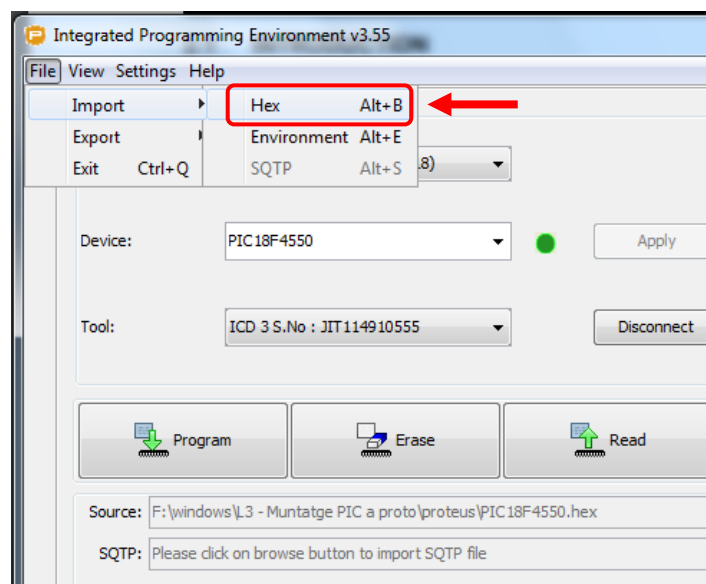 Integrated Programming Environment v3.55
File View Settings Help
Import Hex Alt+B
Export Environment Alt+E
Exit Ctrl+Q SQTP Alt+S
8)
Device: PIC18F4550 Apply
Tool: ICD 3 S.No : JIT114910555 Disconnect
Program Erase Read
Source: F:\windows\L3 - Muntatge PIC a proto\proteus\PIC18F4550.hex
SQTP: Please click on browse button to import SQTP file